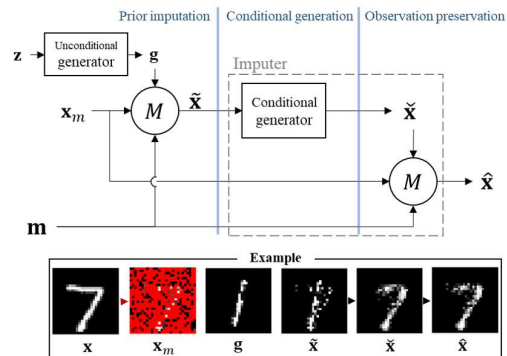 Prior imputation Conditional generation Observation preservation
z Unconditional generator g
Imputer
x_m M x̃ Conditional generator x̌
M x̂
m
Example
x x_m g x̃ x̌ x̂